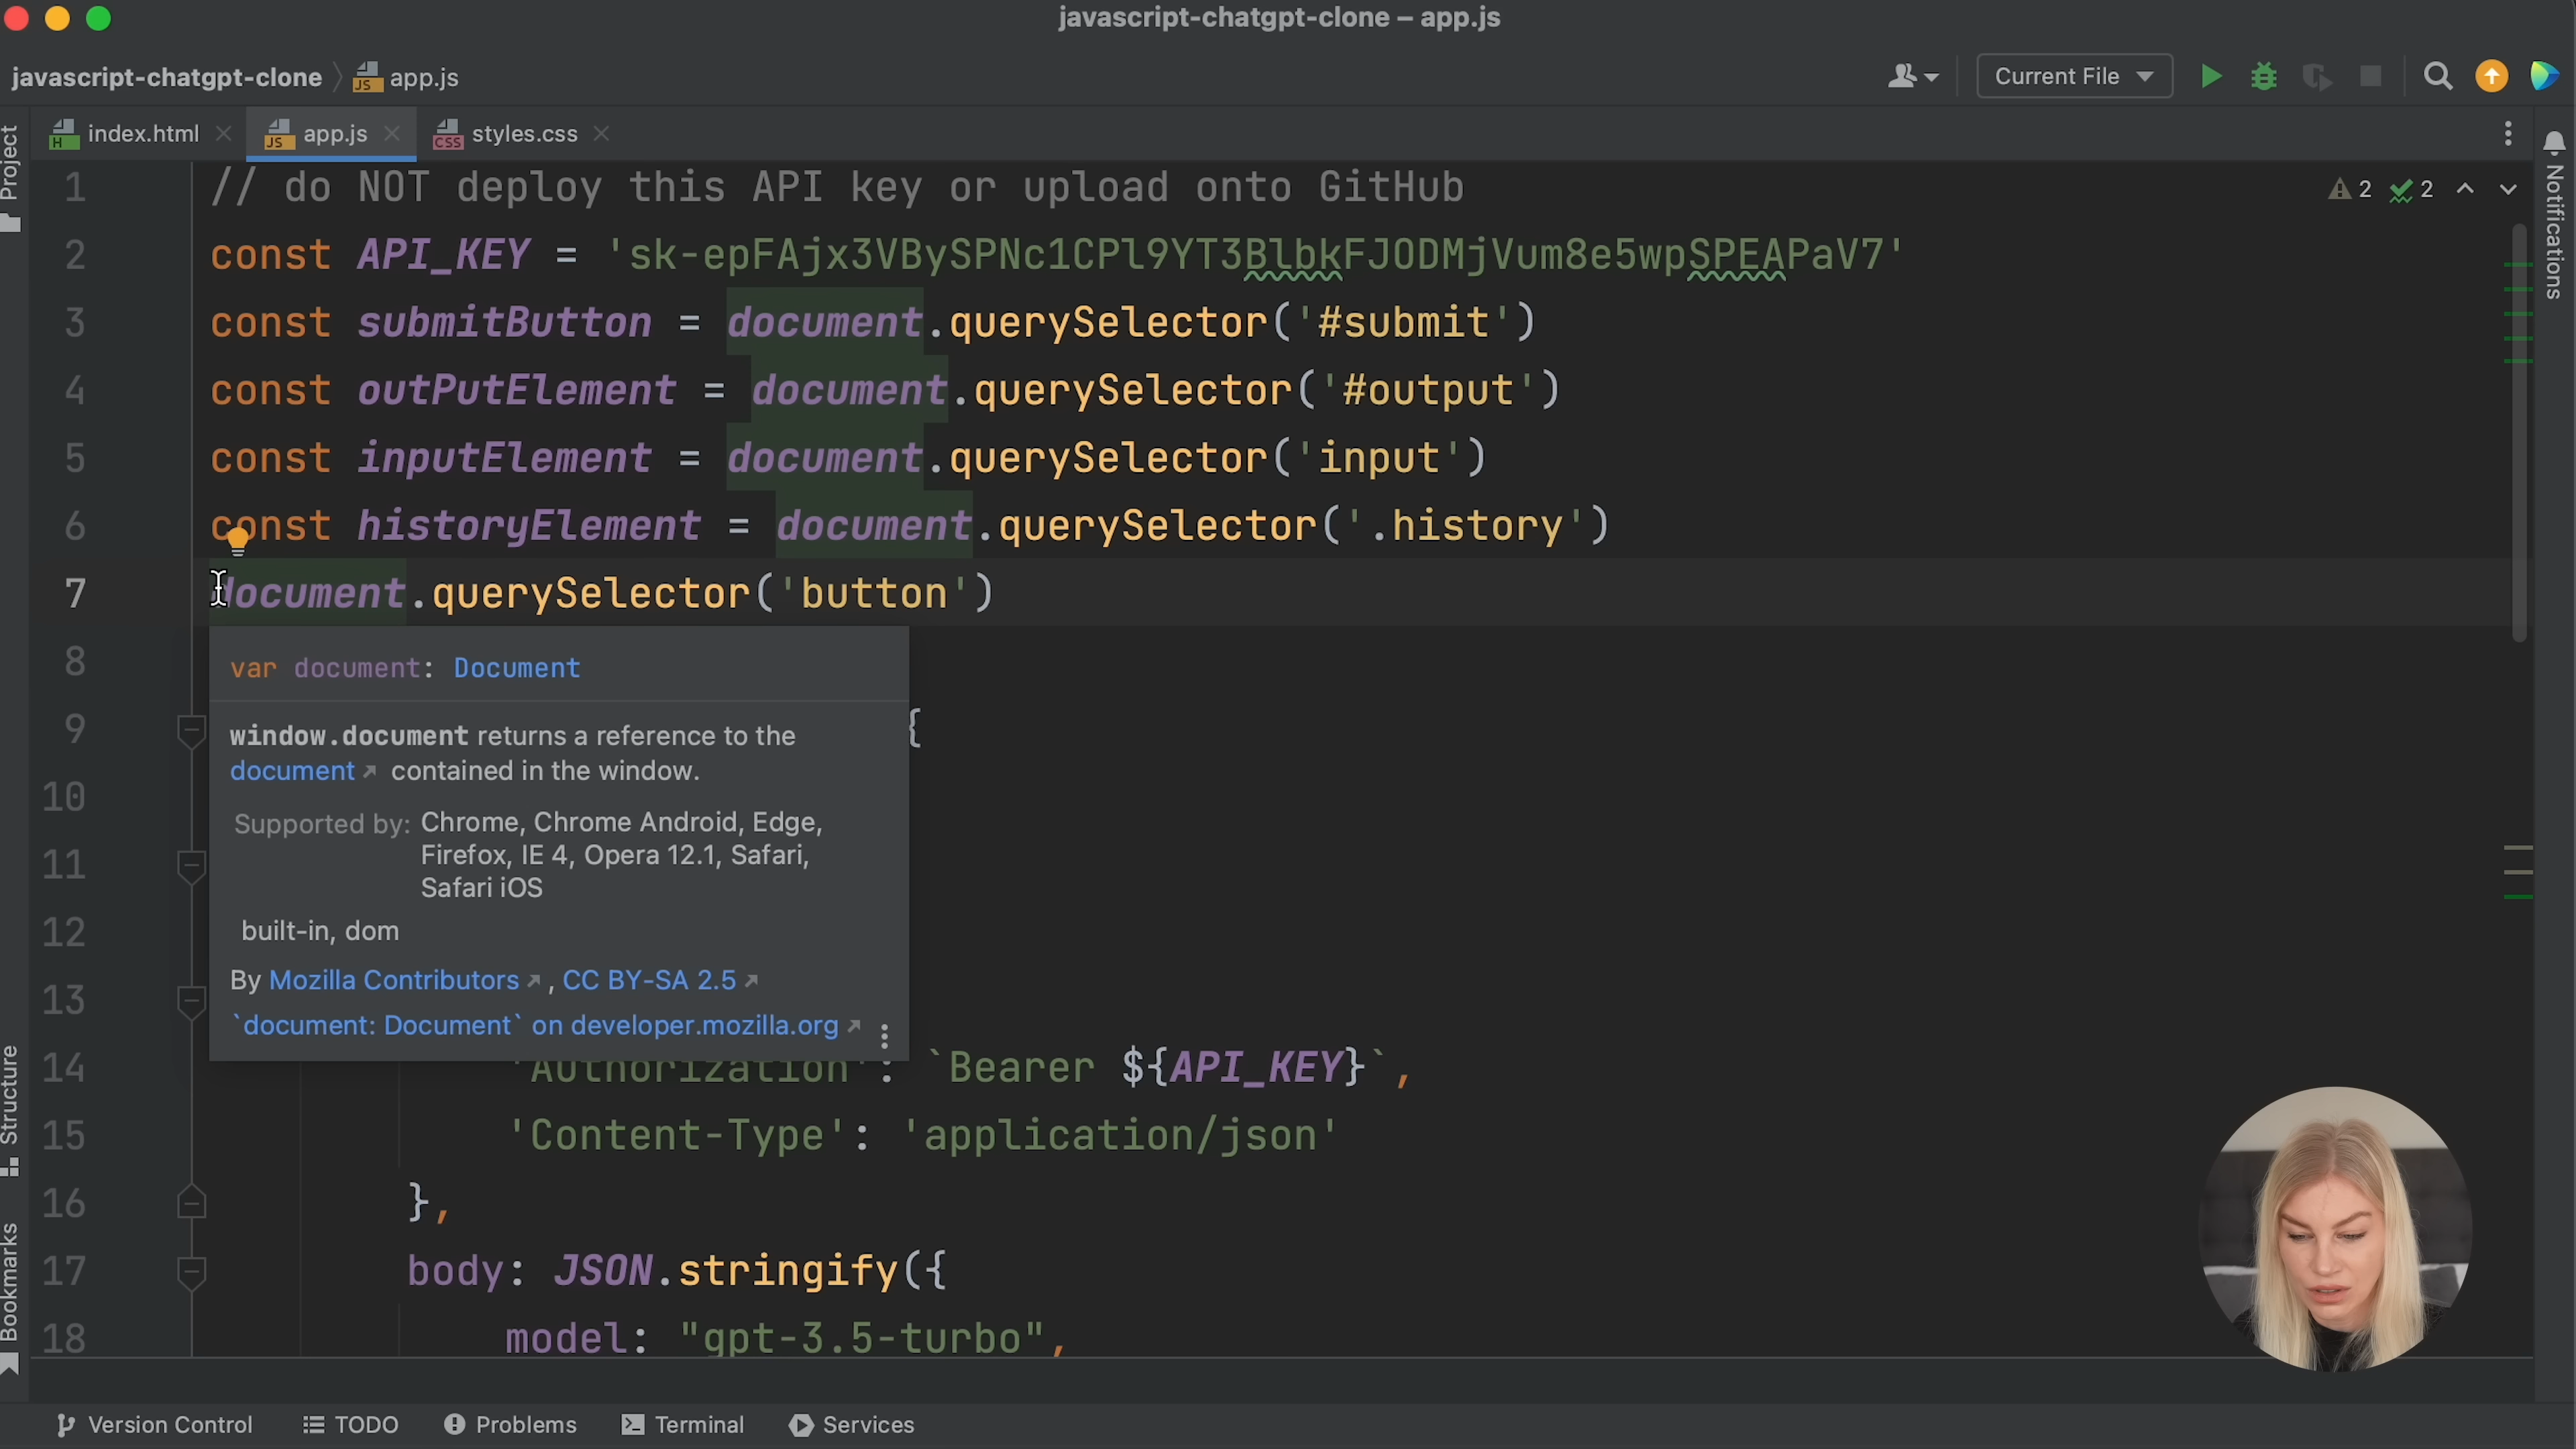 javascript-chatgpt-clone – app.js
javascript-chatgpt-clone app.js
Current File
index.html app.js styles.css
Project
Notifications
2 2
1 // do NOT deploy this API key or upload onto GitHub
2 const API_KEY = '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'
3 const submitButton = document.querySelector('#submit')
4 const outPutElement = document.querySelector('#output')
5 const inputElement = document.querySelector('input')
6 const historyElement = document.querySelector('.history')
7 document.querySelector('button')
8
var document: Document
9 {
window.document returns a reference to the
document contained in the window.
10
Supported by: Chrome, Chrome Android, Edge,
Firefox, IE 4, Opera 12.1, Safari,
Safari iOS
11
12
built-in, dom
13
By Mozilla Contributors , CC BY-SA 2.5
`document: Document` on developer.mozilla.org
14 'Authorization': `Bearer ${API_KEY}`,
15 'Content-Type': 'application/json'
16 },
17 body: JSON.stringify({
18 model: "gpt-3.5-turbo",
Structure
Bookmarks
Version Control TODO Problems Terminal Services